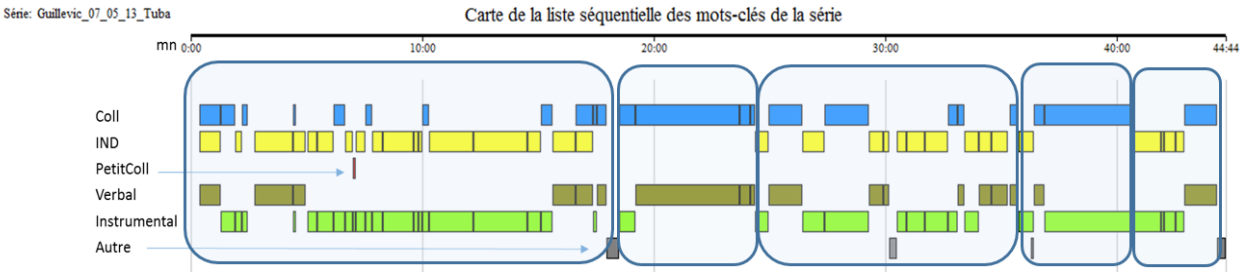 Série: Guillevic_07_05_13_Tuba
Carte de la liste séquentielle des mots-clés de la série
mn 0:00 10:00 20:00 30:00 40:00 44:44
Coll
IND
PetitColl
Verbal
Instrumental
Autre